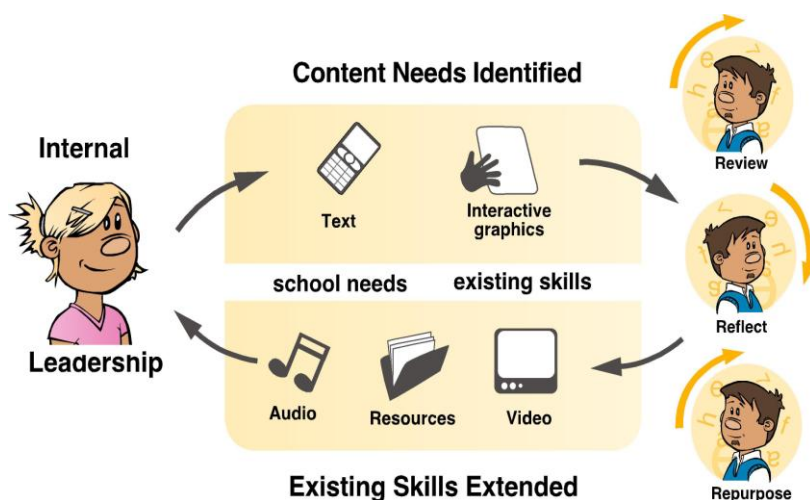 Content Needs Identified
Internal
Leadership
Text
Interactive
graphics
school needs
existing skills
Audio
Resources
Video
Existing Skills Extended
Review
Reflect
Repurpose